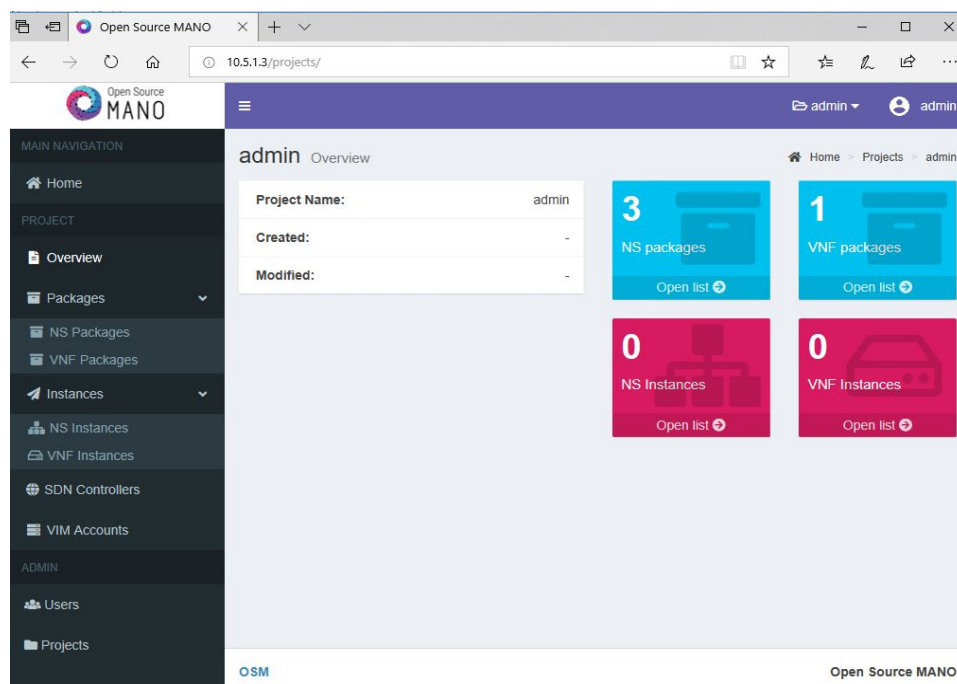 Open Source MANO
10.5.1.3/projects/
Open Source
MANO
admin
admin
MAIN NAVIGATION
Home
PROJECT
Overview
Packages
NS Packages
VNF Packages
Instances
NS Instances
VNF Instances
SDN Controllers
VIM Accounts
ADMIN
Users
Projects
admin Overview
Home > Projects > admin
Project Name: admin
Created: -
Modified: -
3
NS packages
Open list
1
VNF packages
Open list
0
NS Instances
Open list
0
VNF Instances
Open list
OSM
Open Source MANO